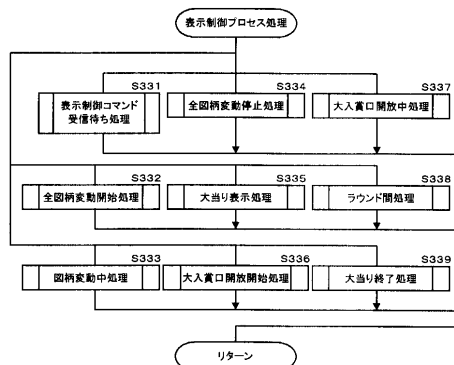 表示制御プロセス処理
S331
表示制御コマンド
受信待ち処理
S334
全図柄変動停止処理
S337
大入賞口開放中処理
S332
全図柄変動開始処理
S335
大当り表示処理
S338
ラウンド間処理
S333
図柄変動中処理
S336
大入賞口開放開始処理
S339
大当り終了処理
リターン